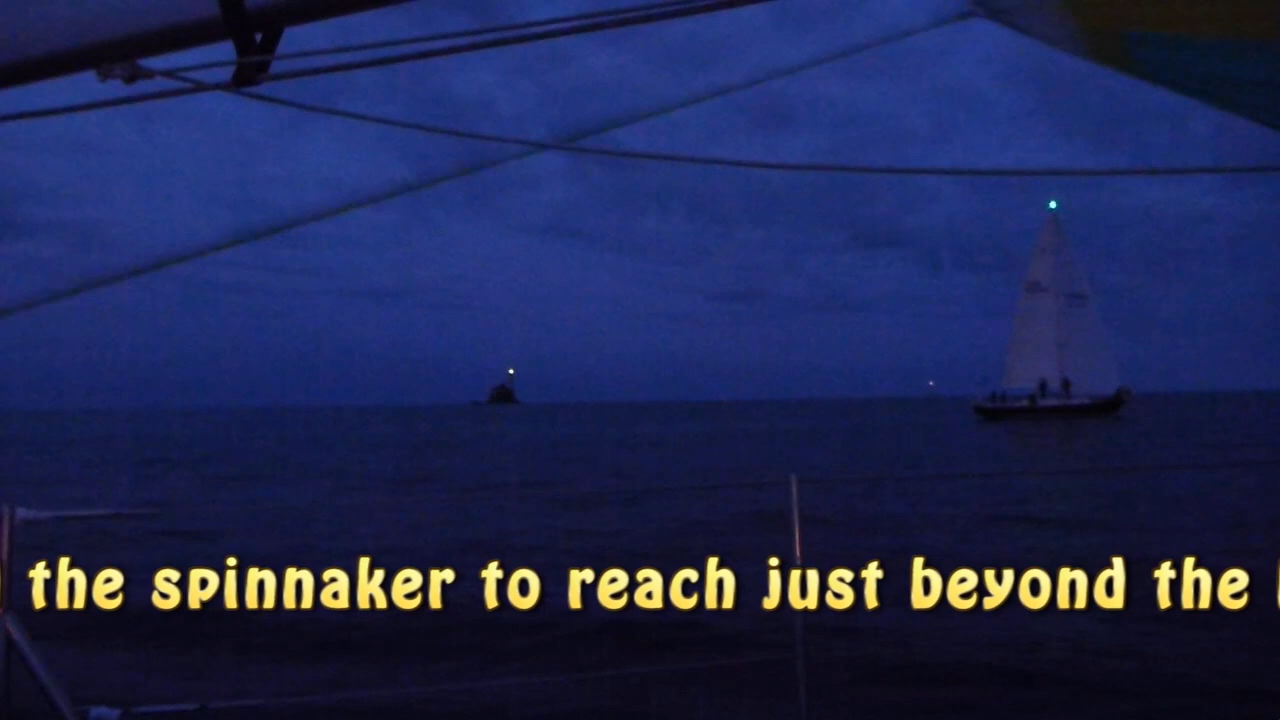 the spinnaker to reach just beyond the